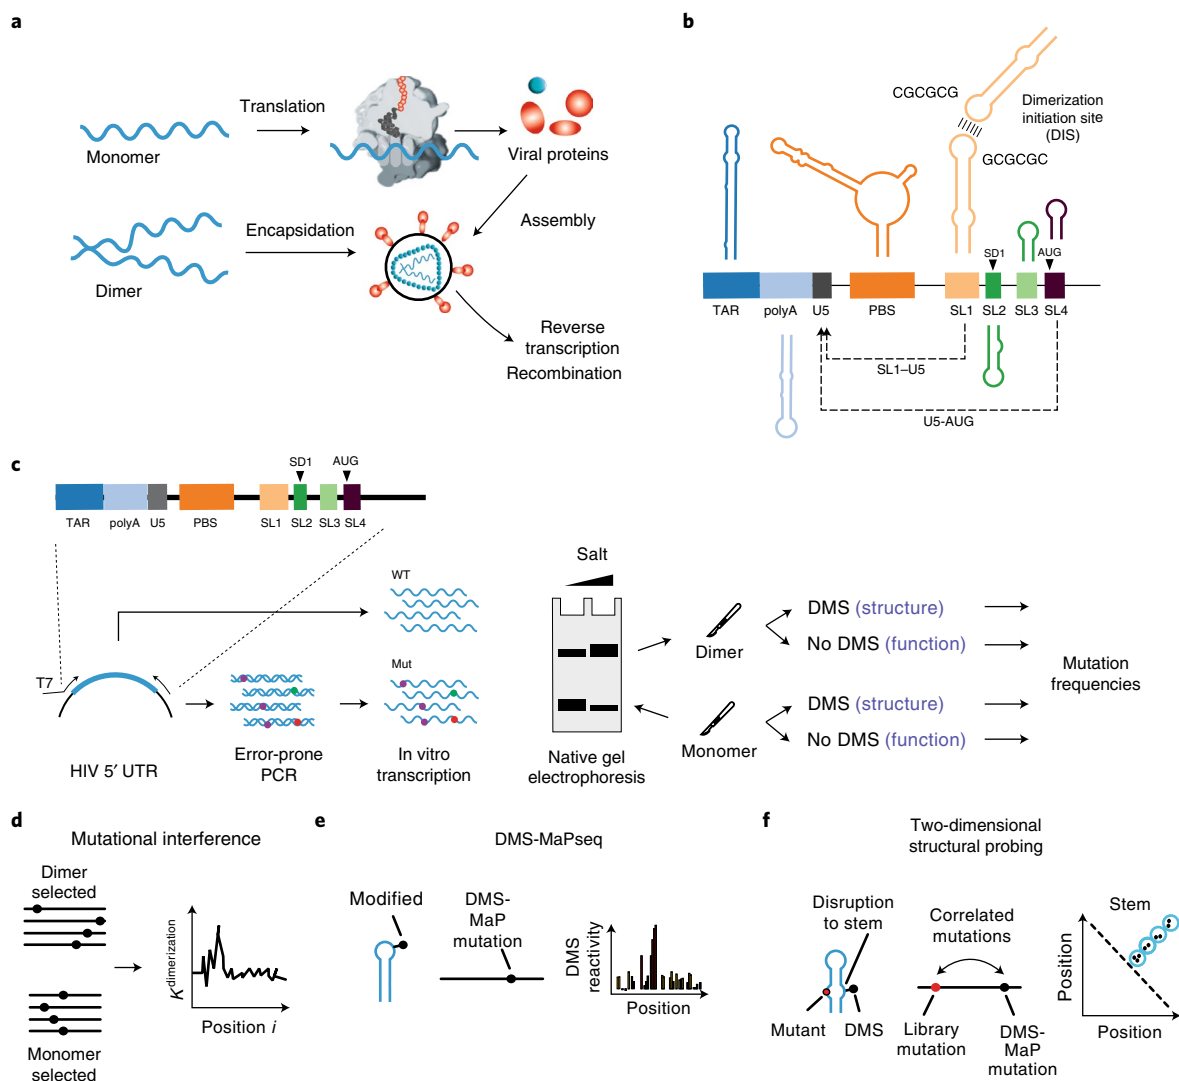 a
Translation
Monomer
Viral proteins
Encapsidation
Assembly
Dimer
Reverse
transcription
Recombination
b
CGCGCG
Dimerization
initiation site
(DIS)
GCGCGC
SD1
AUG
TAR
polyA
U5
PBS
SL1
SL2
SL3
SL4
SL1–U5
U5-AUG
c
SD1
AUG
TAR
polyA
U5
PBS
SL1
SL2
SL3
SL4
WT
Mut
T7
HIV 5′ UTR
Error-prone
PCR
In vitro
transcription
Salt
Native gel
electrophoresis
Dimer
Monomer
DMS (structure)
No DMS (function)
DMS (structure)
No DMS (function)
Mutation
frequencies
d
Mutational interference
Dimer
selected
Monomer
selected
Kdimerization
Position i
e
DMS-MaPseq
Modified
DMS-
MaP
mutation
DMS
reactivity
Position
f
Two-dimensional
structural probing
Disruption
to stem
Mutant
DMS
Correlated
mutations
Library
mutation
DMS-
MaP
mutation
Stem
Position
Position